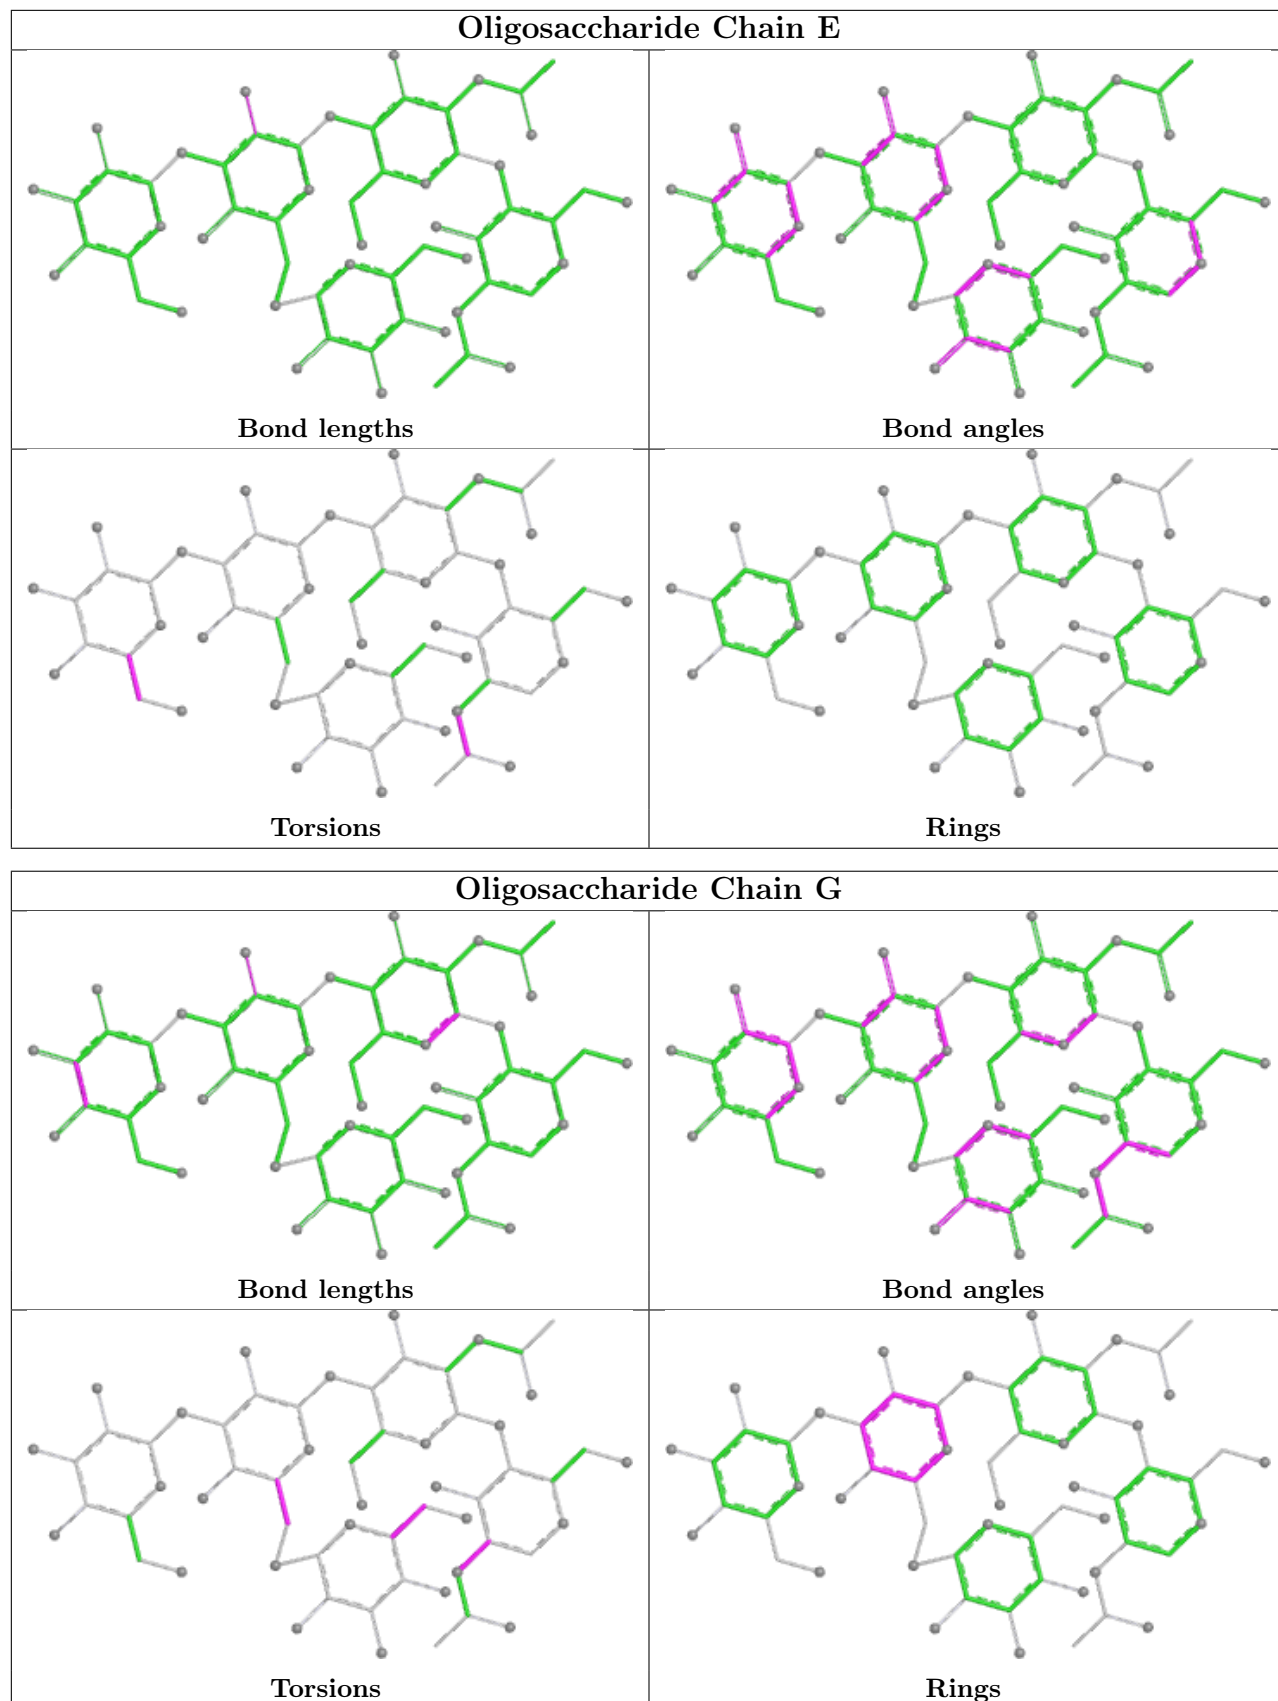 Oligosaccharide Chain E
Bond lengths
Bond angles
Torsions
Rings
Oligosaccharide Chain G
Bond lengths
Bond angles
Torsions
Rings